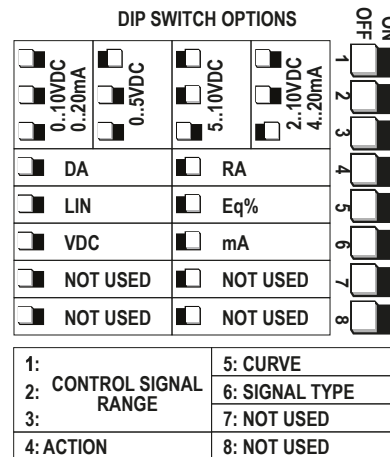 DIP SWITCH OPTIONS
OFF ON
0..10VDC
0..20mA
0..5VDC
5..10VDC
2..10VDC
4..20mA
1
2
3
DA RA 4
LIN Eq% 5
VDC mA 6
NOT USED NOT USED 7
NOT USED NOT USED 8
1:
2: CONTROL SIGNAL
RANGE
3:
4: ACTION
5: CURVE
6: SIGNAL TYPE
7: NOT USED
8: NOT USED